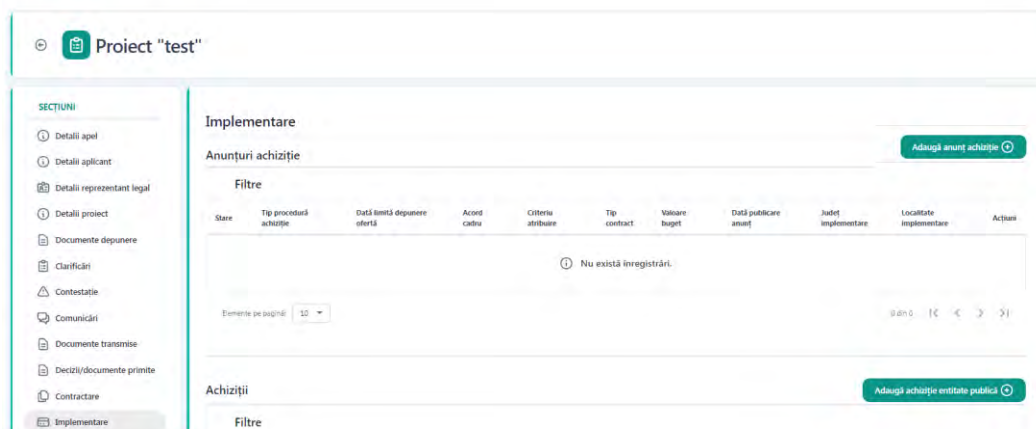 Proiect "test"
SECȚIUNI
Detalii apel
Detalii aplicant
Detalii reprezentant legal
Detalii proiect
Documente depunere
Clarificări
Contestatie
Comunicări
Documente transmise
Decizii/documente primite
Contractare
Implementare
Implementare
Adaugă anunț achiziție
Anunțuri achiziție
Filtre
Stare
Tip procedură achiziție
Dată limită depunere ofertă
Acord cadru
Criteriu atribuire
Tip contract
Valoare buget
Dată publicare anunț
Județ implementare
Localitate implementare
Acțiuni
Nu există înregistrări.
Elemente pe pagină: 10
0 din 0
Achiziții
Adaugă achiziție entitate publică
Filtre